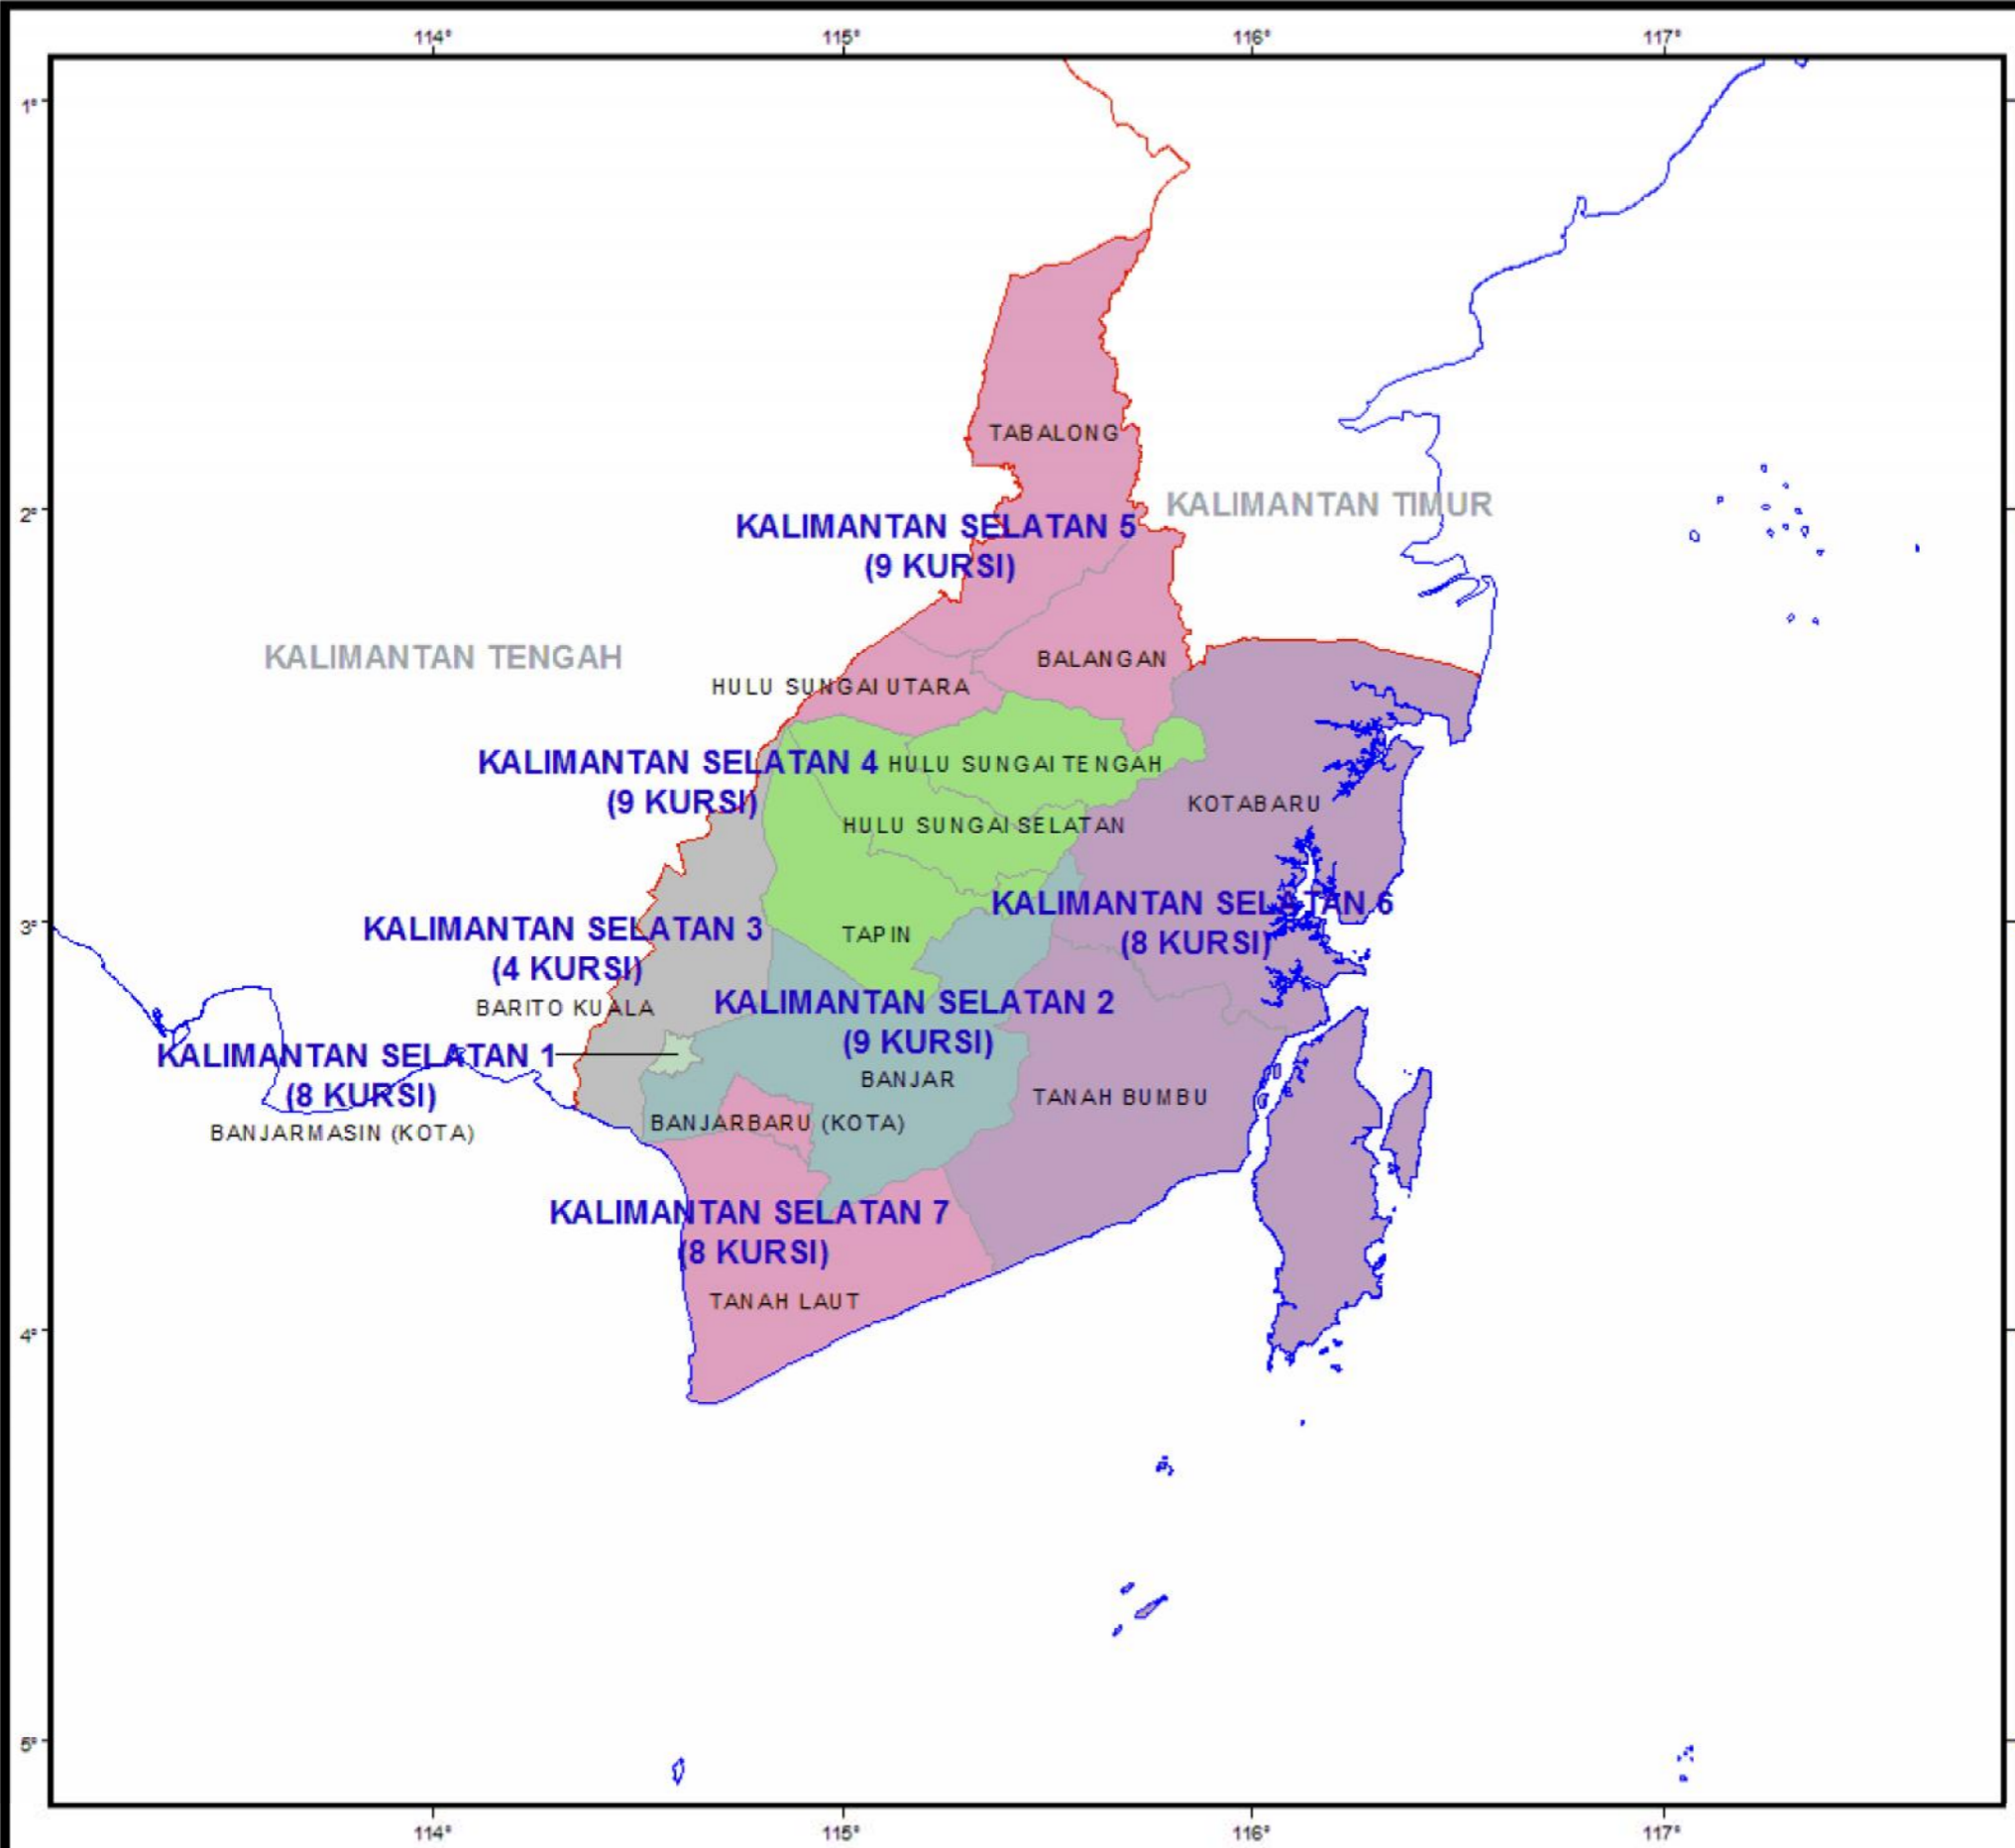 114° 115° 116° 117°
1°
TABALONG
2°
KALIMANTAN TIMUR
KALIMANTAN SELATAN 5
(9 KURSI)
KALIMANTAN TENGAH
BALANGAN
HULU SUNGAI UTARA
KALIMANTAN SELATAN 4
(9 KURSI)
HULU SUNGAI TENGAH
KOTABARU
HULU SUNGAI SELATAN
KALIMANTAN SELATAN 6
(8 KURSI)
3°
KALIMANTAN SELATAN 3
(4 KURSI)
TAPIN
BARITO KUALA
KALIMANTAN SELATAN 2
(9 KURSI)
BANJAR
KALIMANTAN SELATAN 1
(8 KURSI)
BANJARMASIN (KOTA)
TANAH BUMBU
BANJARBARU (KOTA)
KALIMANTAN SELATAN 7
(8 KURSI)
TANAH LAUT
4°
5°
114° 115° 116° 117°